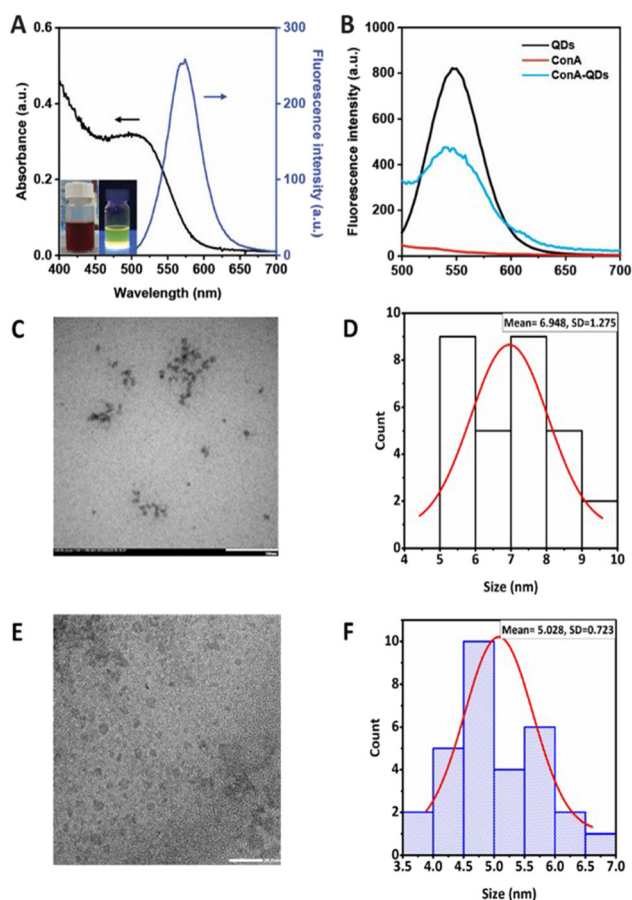 A
B
0.6
0.4
0.2
0.0
Absorbance (a.u.)
300
200
100
0
Fluorescence intensity (a.u.)
400 450 500 550 600 650 700
Wavelength (nm)
1000
800
600
400
200
0
Fluorescence intensity (a.u.)
QDs
ConA
ConA-QDs
500 550 600 650 700
C
D
Mean= 6.948, SD=1.275
10
8
6
4
2
0
Count
4 5 6 7 8 9 10
Size (nm)
E
F
Mean= 5.028, SD=0.723
10
8
6
4
2
0
Count
3.5 4.0 4.5 5.0 5.5 6.0 6.5 7.0
Size (nm)